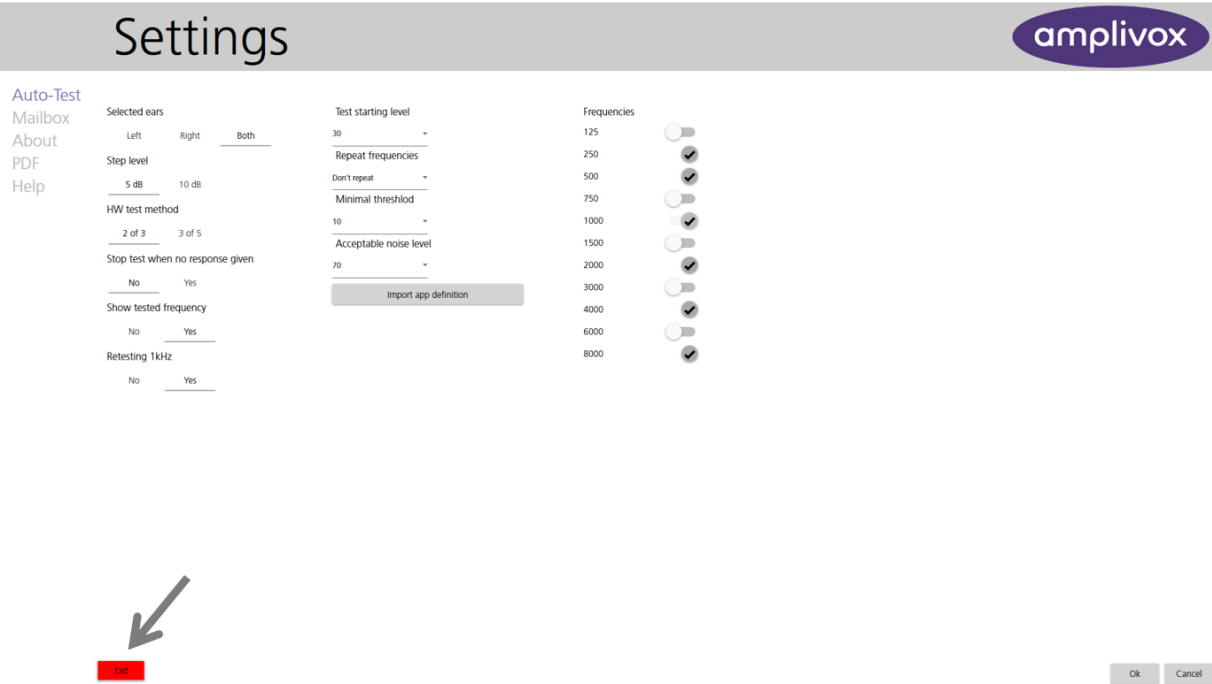 Settings
amplivox
Auto-Test
Mailbox
About
PDF
Help
Selected ears
Left Right Both
Step level
5 dB 10 dB
HW test method
2 of 3 3 of 5
Stop test when no response given
No Yes
Show tested frequency
No Yes
Retesting 1kHz
No Yes
Test starting level
30
Repeat frequencies
Don't repeat
Minimal threshlod
10
Acceptable noise level
70
Import app definition
Frequencies
125
250
500
750
1000
1500
2000
3000
4000
6000
8000
Exit
Ok Cancel